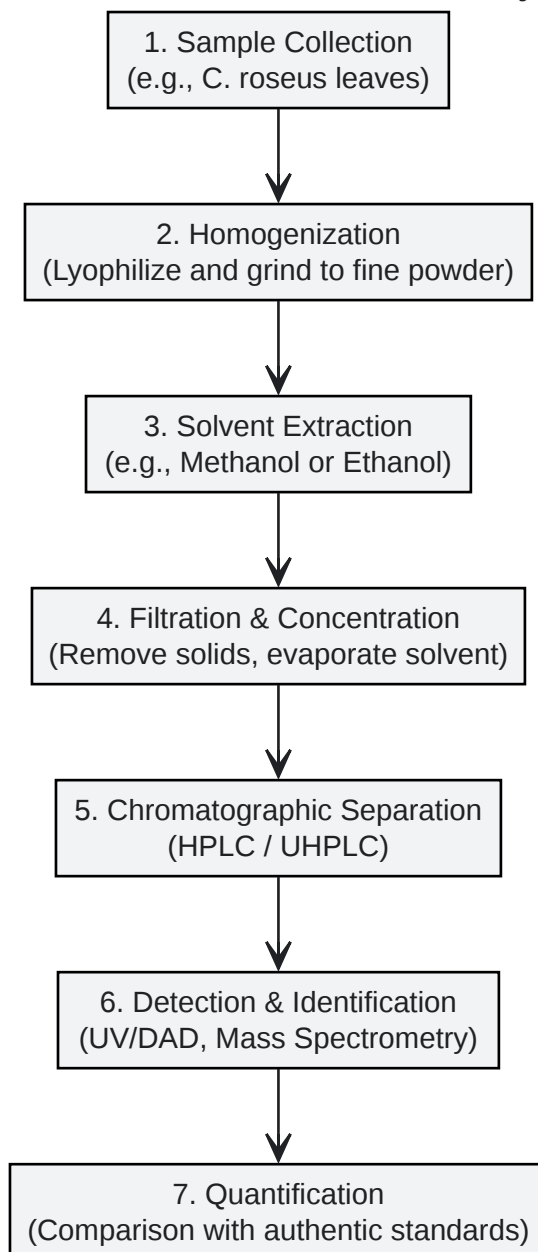 1. Sample Collection
(e.g., C. roseus leaves)
2. Homogenization
(Lyophilize and grind to fine powder)
3. Solvent Extraction
(e.g., Methanol or Ethanol)
4. Filtration & Concentration
(Remove solids, evaporate solvent)
5. Chromatographic Separation
(HPLC / UHPLC)
6. Detection & Identification
(UV/DAD, Mass Spectrometry)
7. Quantification
(Comparison with authentic standards)